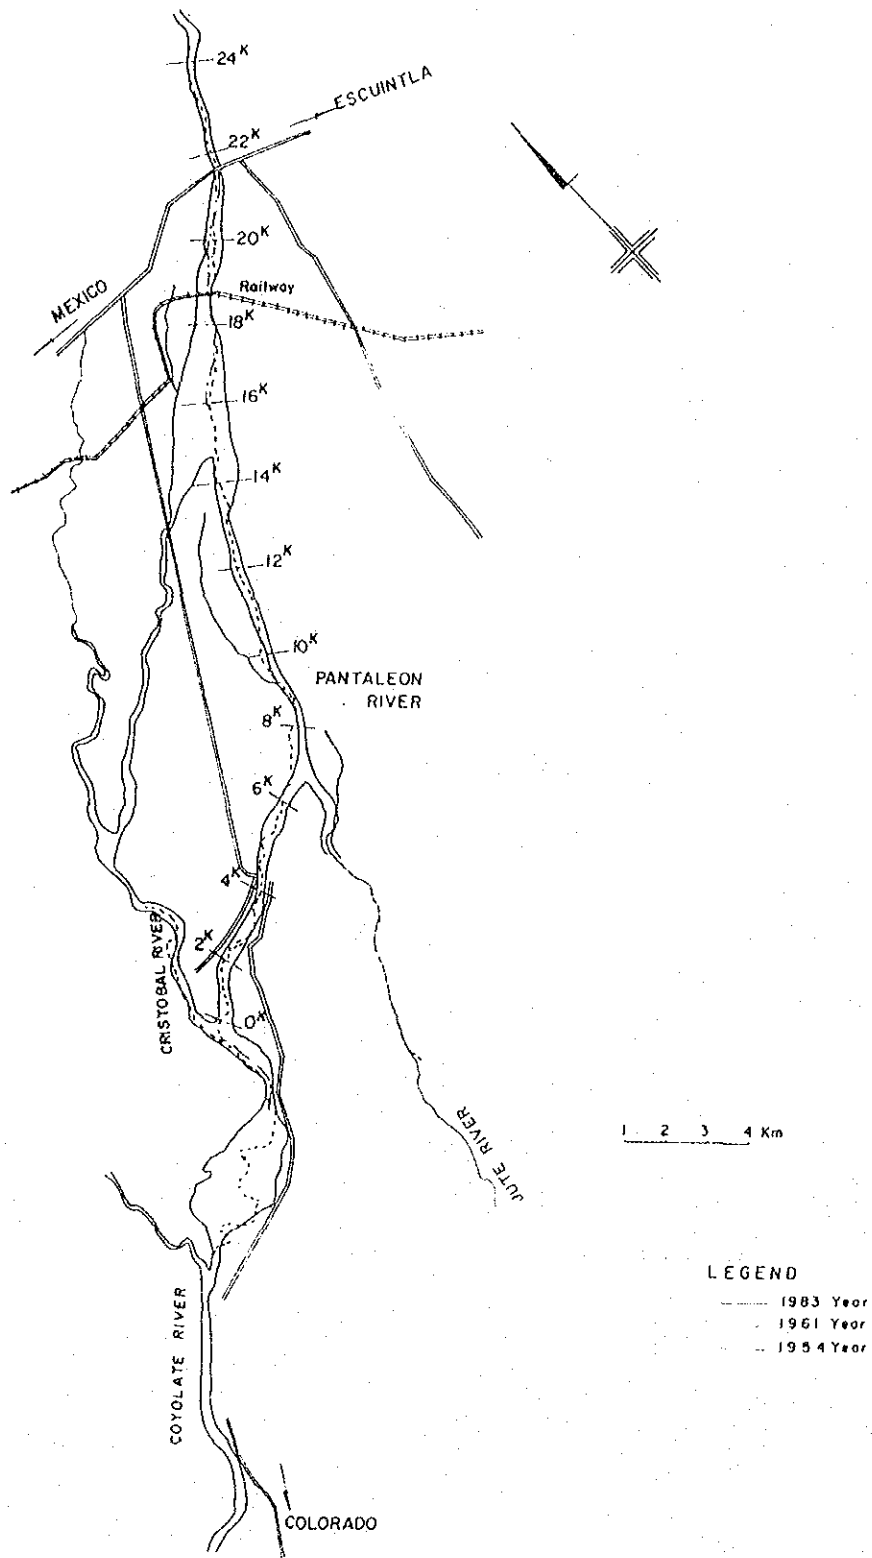 24K
ESCUINTLA
22K
20K
MEXICO
Railway
18K
16K
14K
12K
10K
PANTALEON
RIVER
8K
6K
4K
2K
CRISTOBAL RIVER
0K
JUTE RIVER
1 2 3 4 Km
LEGEND
1983 Year
1961 Year
1954 Year
COYOLATE RIVER
COLORADO